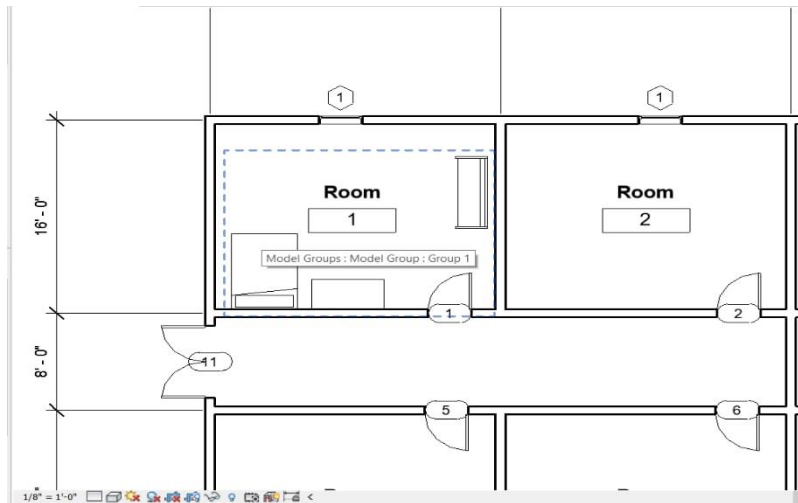 1
1
16' - 0"
Room
1
Room
2
Model Groups : Model Group : Group 1
1
2
8' - 0"
11
5
6
1/8" = 1'-0"